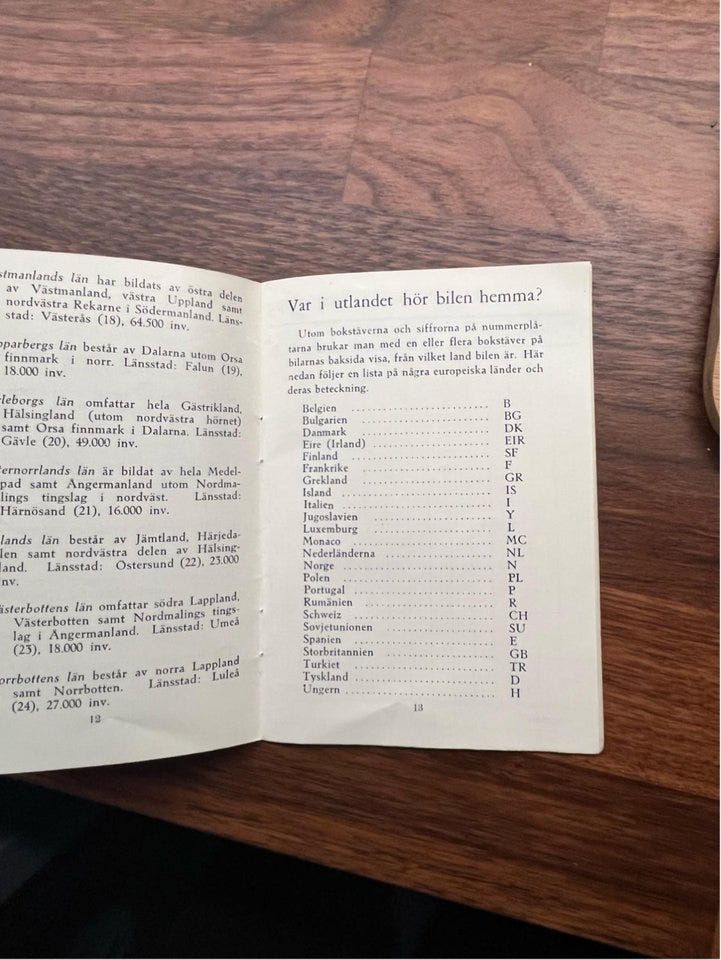 stmanlands län har bildats av östra delen
av Västmanland, västra Uppland samt
nordvästra Rekarne i Södermanland. Läns-
stad: Västerås (18), 64.500 inv.
pparbergs län består av Dalarna utom Orsa
finnmark i norr. Länsstad: Falun (19),
18.000 inv.
vleborgs län omfattar hela Gästrikland,
Hälsingland (utom nordvästra hörnet)
samt Orsa finnmark i Dalarna. Länsstad:
Gävle (20), 49.000 inv.
ternorrlands län är bildat av hela Medel-
pad samt Ångermanland utom Nordma-
lings tingslag i nordväst. Länsstad:
Härnösand (21), 16.000 inv.
lands län består av Jämtland, Härjeda-
len samt nordvästra delen av Hälsing-
land. Länsstad: Östersund (22), 23.000
nv.
ästerbottens län omfattar södra Lappland,
Västerbotten samt Nordmalings tings-
lag i Ångermanland. Länsstad: Umeå
(23), 18.000 inv.
orrbottens län består av norra Lappland
samt Norrbotten. Länsstad: Luleå
(24), 27.000 inv.
12
Var i utlandet hör bilen hemma?
Utom bokstäverna och siffrorna på nummerplå-
tarna brukar man med en eller flera bokstäver på
bilarnas baksida visa, från vilket land bilen är. Här
nedan följer en lista på några europeiska länder och
deras beteckning.
Belgien .......................... B
Bulgarien ........................ BG
Danmark .......................... DK
Eire (Irland) .................... EIR
Finland .......................... SF
Frankrike ........................ F
Grekland ......................... GR
Island ........................... IS
Italien .......................... I
Jugoslavien ...................... Y
Luxemburg ........................ L
Monaco ........................... MC
Nederländerna .................... NL
Norge ............................ N
Polen ............................ PL
Portugal ......................... P
Rumänien ......................... R
Schweiz .......................... CH
Sovjetunionen .................... SU
Spanien .......................... E
Storbritannien ................... GB
Turkiet .......................... TR
Tyskland ......................... D
Ungern ........................... H
13